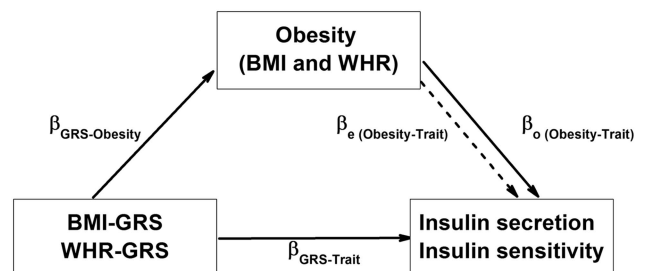 Obesity
(BMI and WHR)
βGRS-Obesity
βe (Obesity-Trait)
βo (Obesity-Trait)
BMI-GRS
WHR-GRS
βGRS-Trait
Insulin secretion
Insulin sensitivity